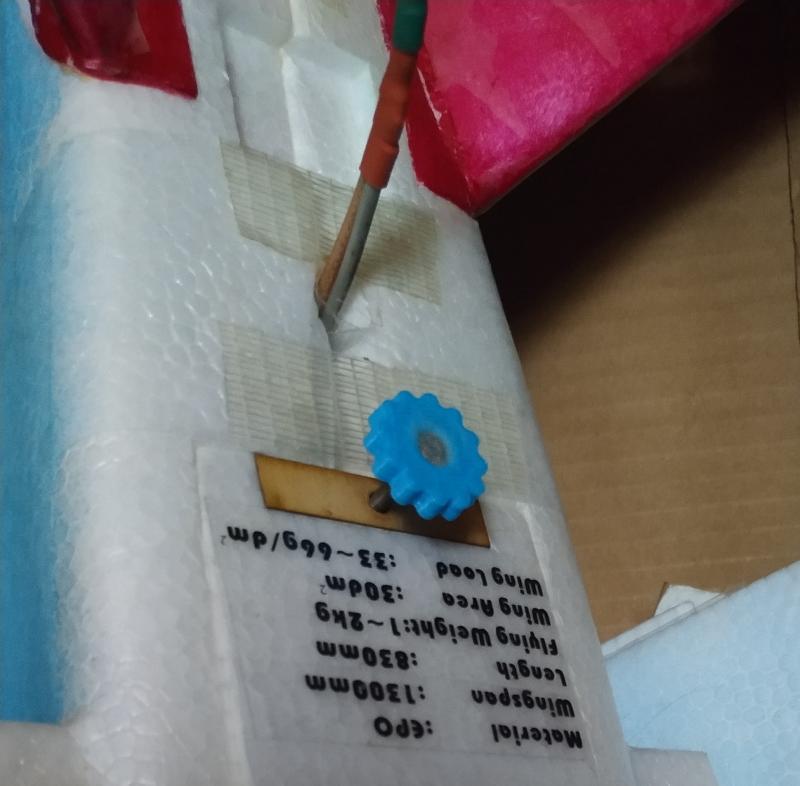 Material :EPO
Wingspan :1300mm
Length :830mm
Flying Weight:1~2kg
Wing Area :30dm²
Wing Load :33~66g/dm²